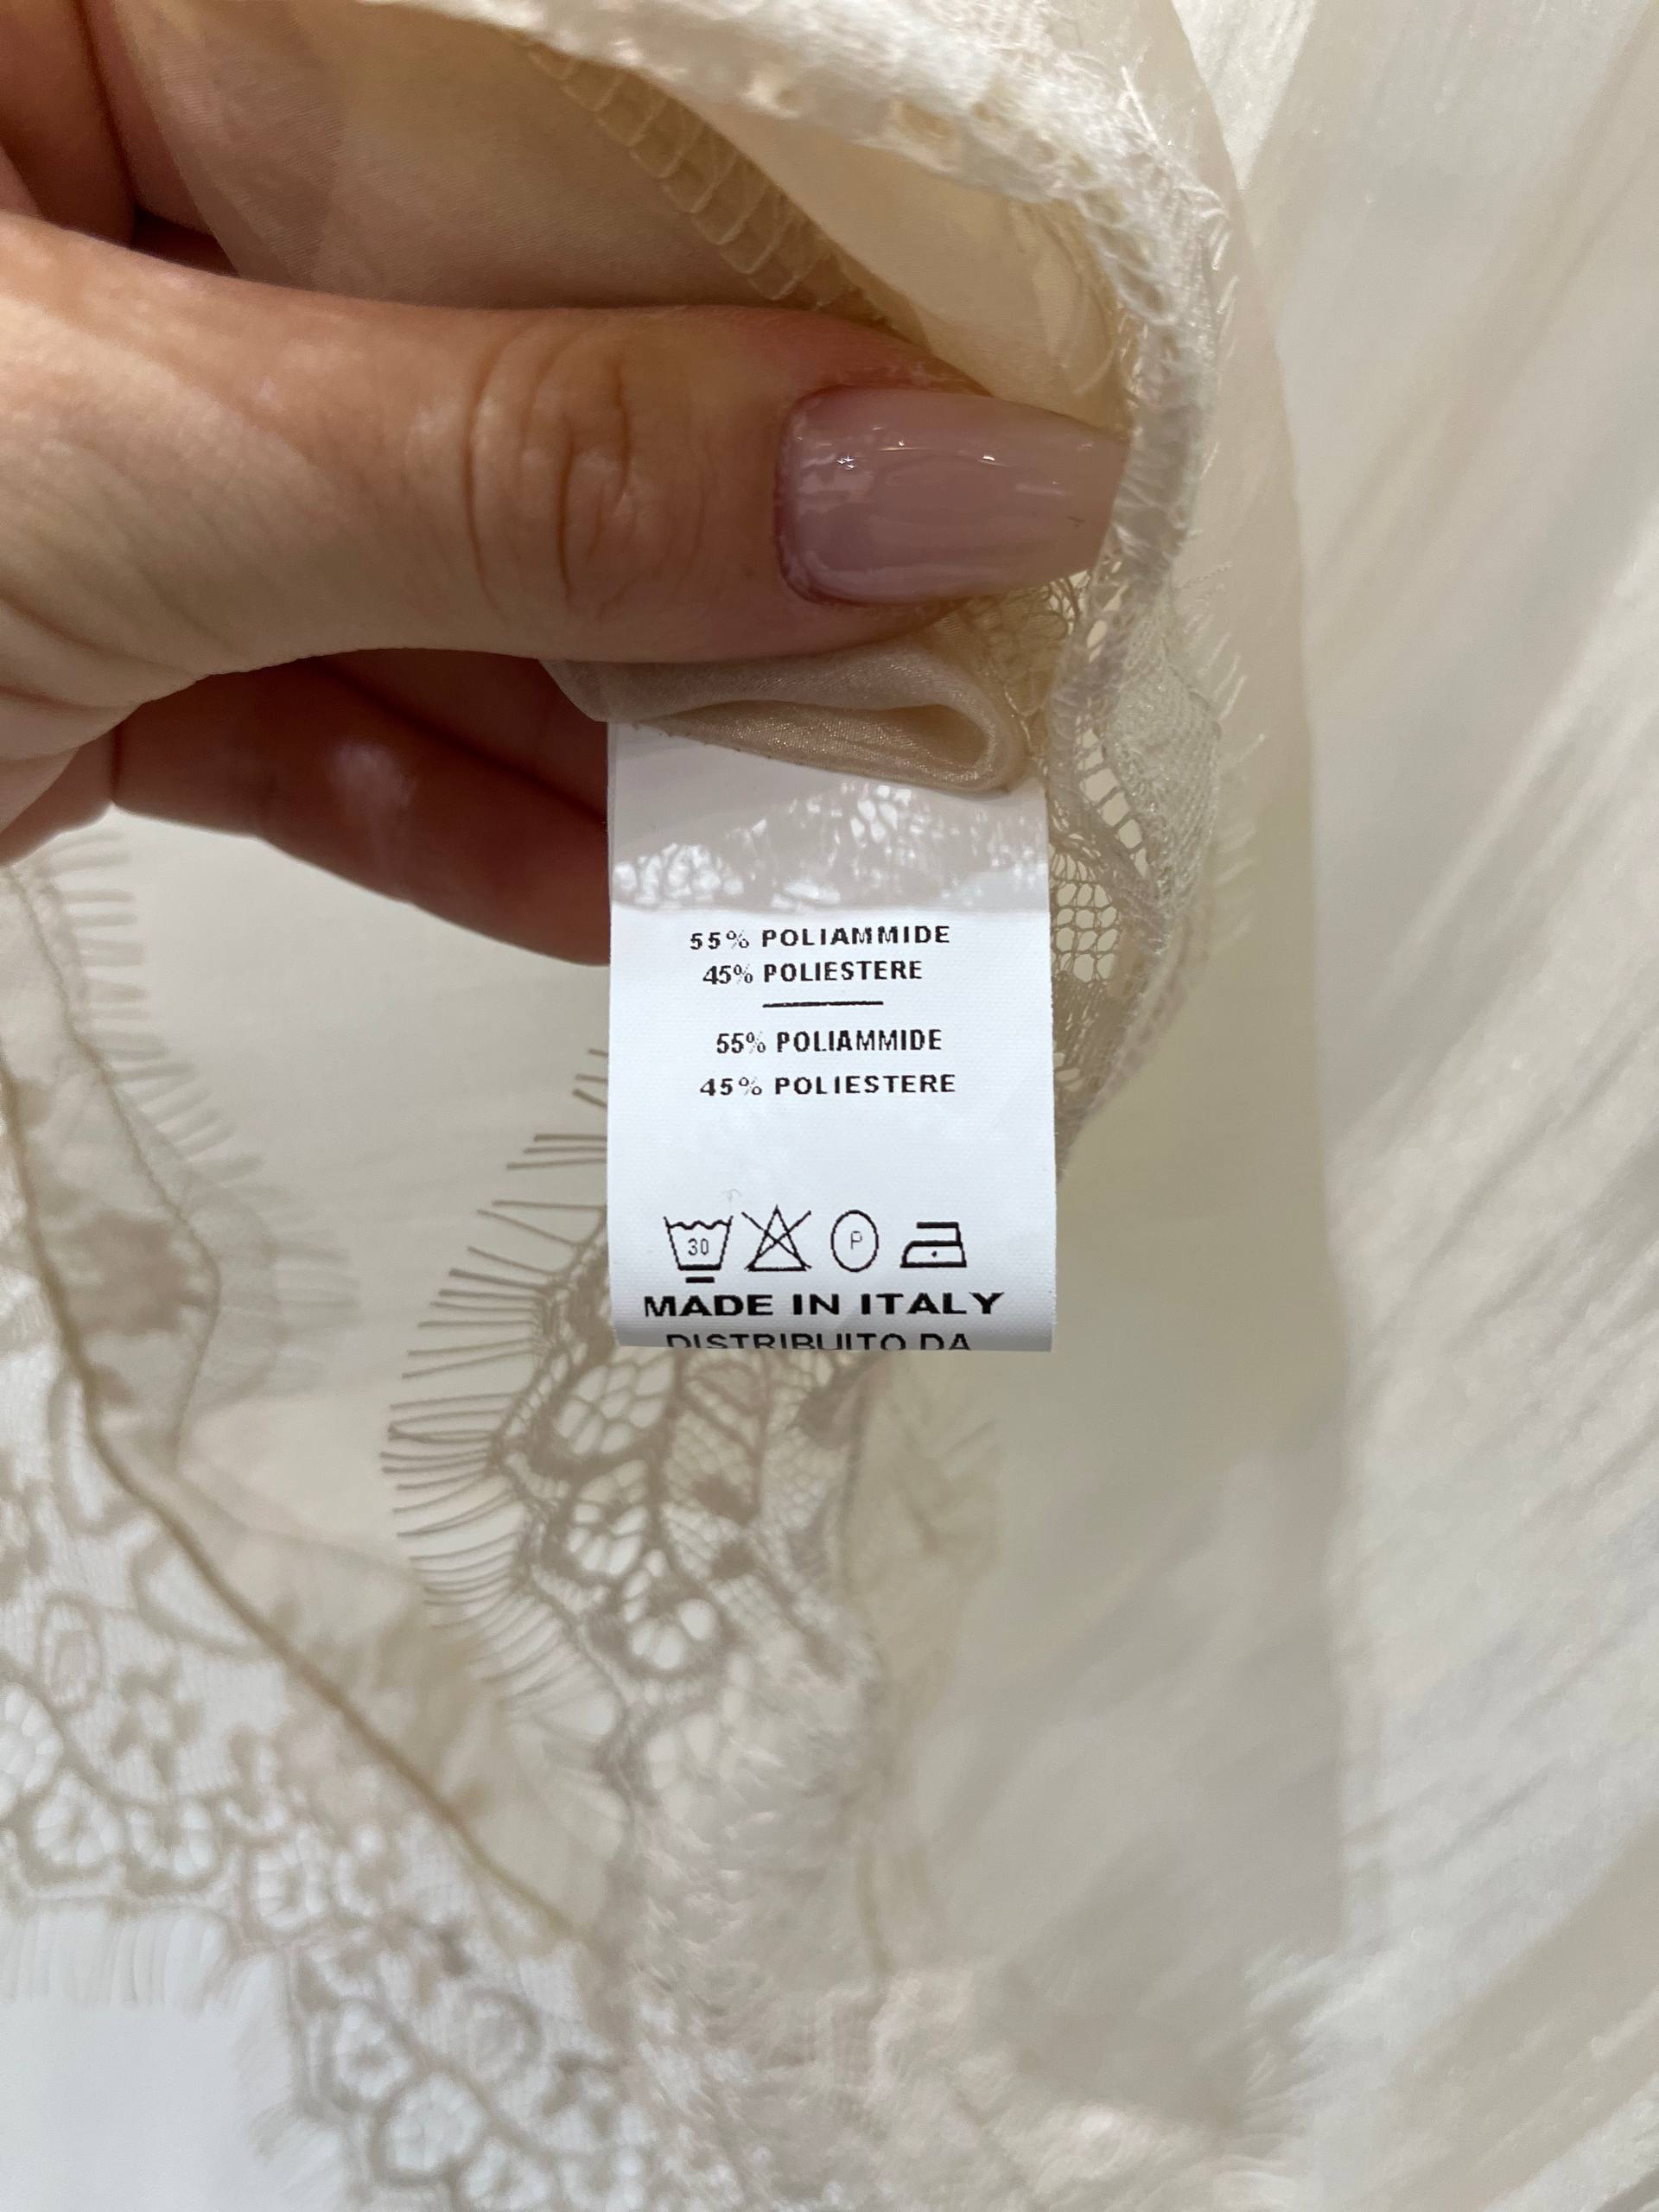 55% POLIAMMIDE
45% POLIESTERE
55% POLIAMMIDE
45% POLIESTERE
30 P
MADE IN ITALY
DISTRIBUITO DA